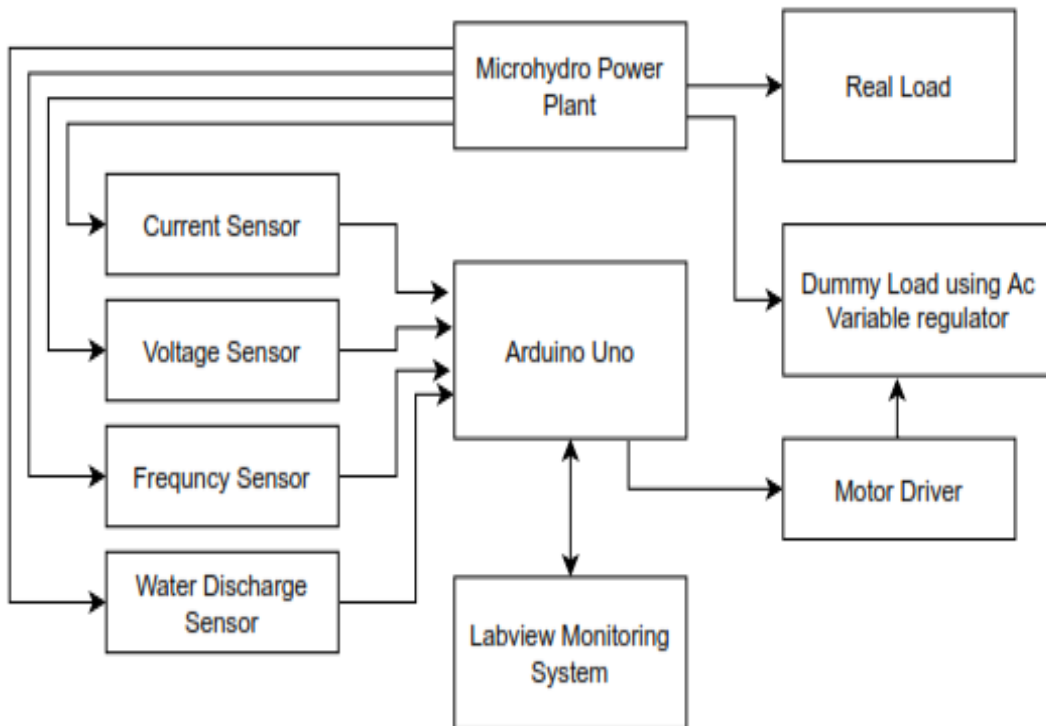 Microhydro Power
Plant
Real Load
Current Sensor
Dummy Load using Ac
Variable regulator
Voltage Sensor
Arduino Uno
Frequncy Sensor
Motor Driver
Water Discharge
Sensor
Labview Monitoring
System